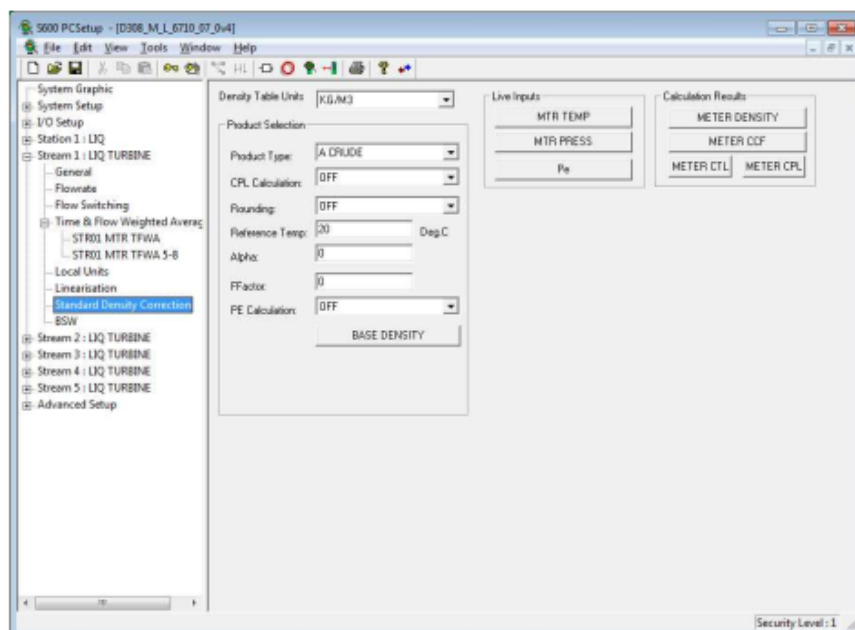 S600 PCSetup - [D308_M_L_6710_07_0v4]
File Edit View Tools Window Help
System Graphic
System Setup
I/O Setup
Station 1 : LIQ
Stream 1 : LIQ TURBINE
General
Flowrate
Flow Switching
Time & Flow Weighted Averag
STR01 MTR TFWA
STR01 MTR TFWA 5-8
Local Units
Linearisation
Standard Density Correction
BSW
Stream 2 : LIQ TURBINE
Stream 3 : LIQ TURBINE
Stream 4 : LIQ TURBINE
Stream 5 : LIQ TURBINE
Advanced Setup
Density Table Units KG/M3
Product Selection
Product Type: A CRUDE
CPL Calculation: OFF
Rounding: OFF
Reference Temp: 20 Deg.C
Alpha: 0
FFactor: 0
PE Calculation: OFF
BASE DENSITY
Live Inputs
MTR TEMP
MTR PRESS
Pe
Calculation Results
METER DENSITY
METER CCF
METER CTL METER CPL
Security Level : 1